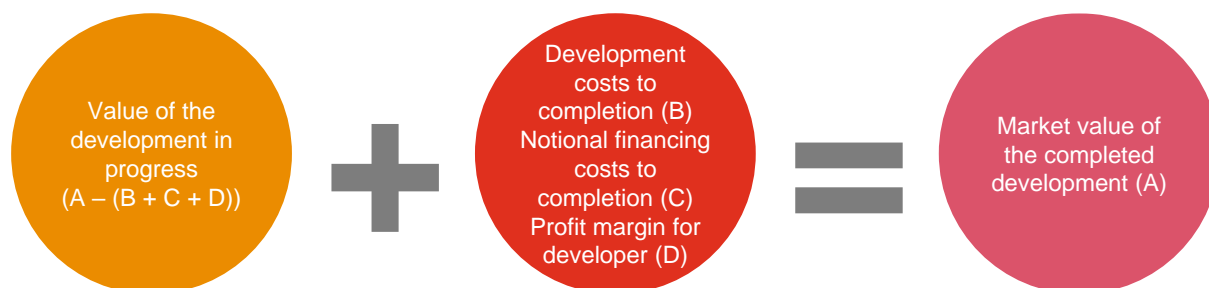 Value of the
development in
progress
(A – (B + C + D))
Development
costs to
completion (B)
Notional financing
costs to
completion (C)
Profit margin for
developer (D)
Market value of
the completed
development (A)